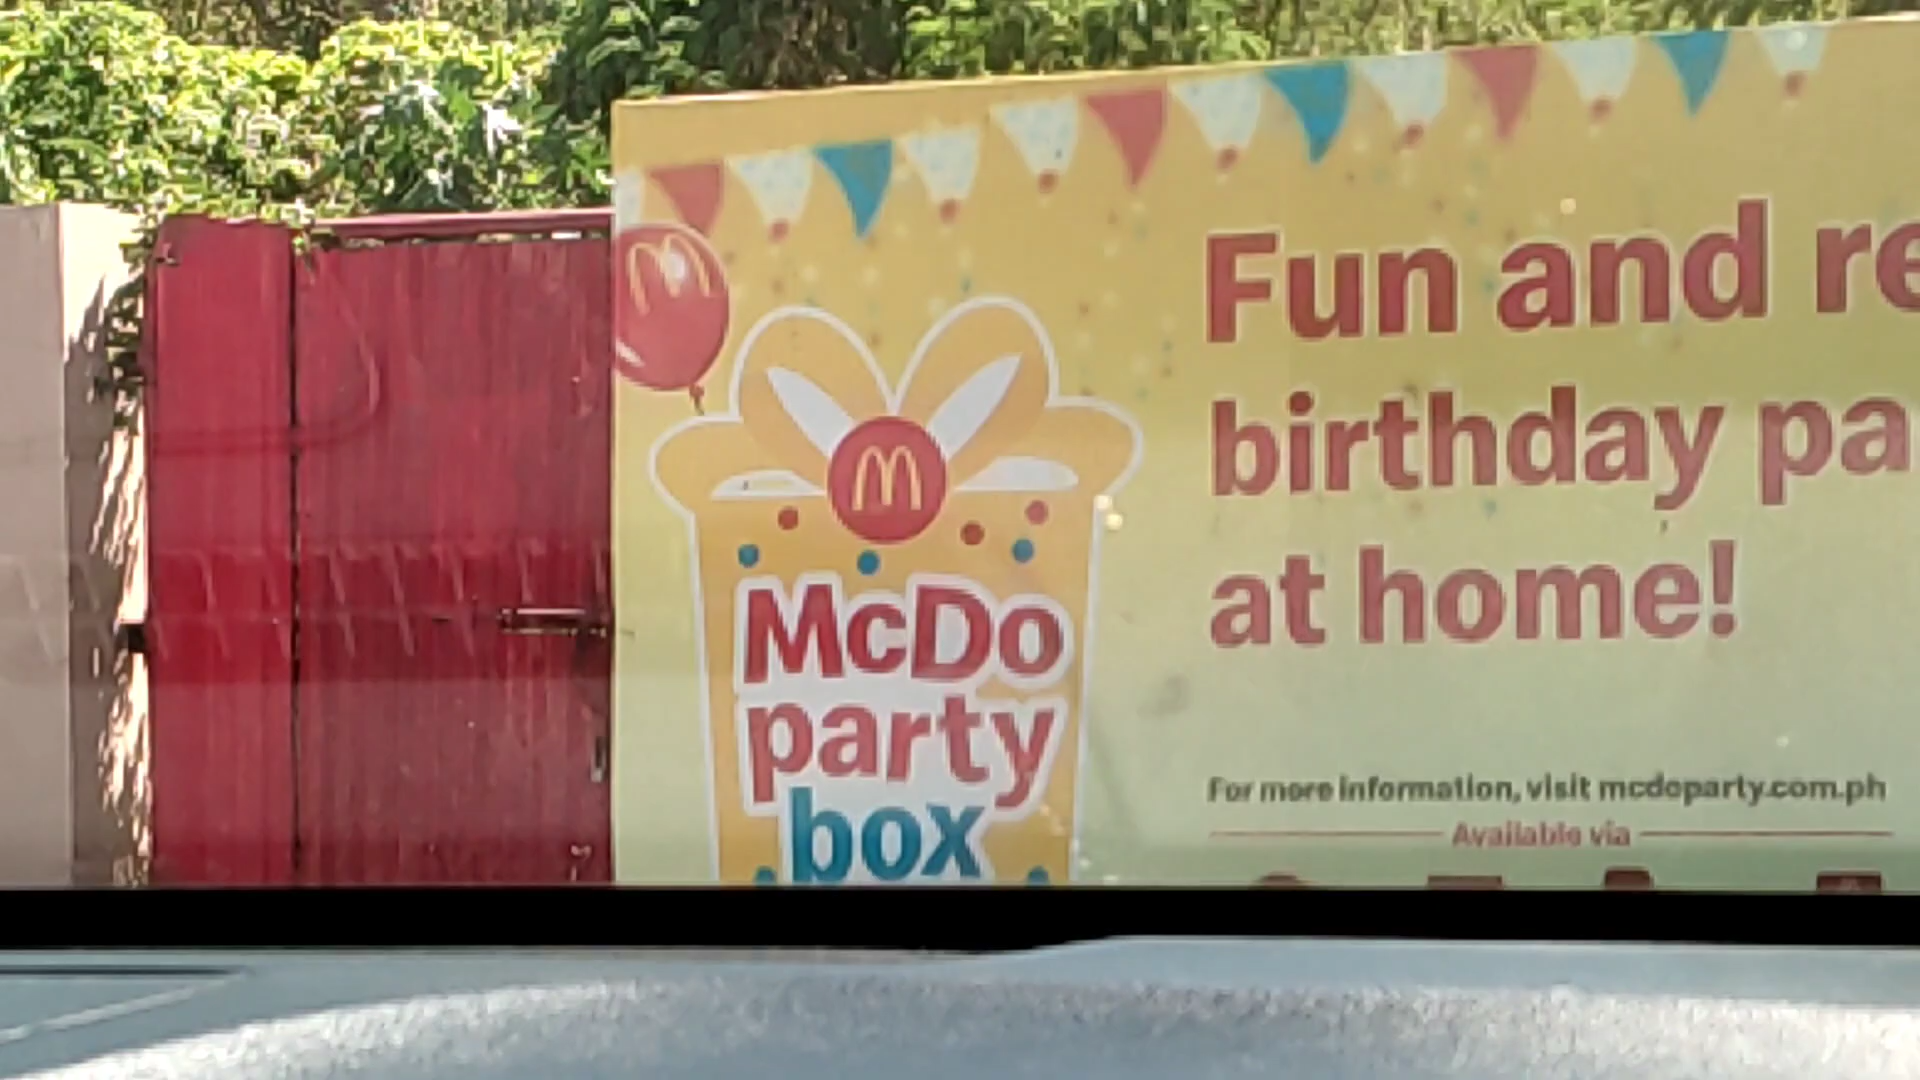 Fun and re
birthday pa
at home!
McDo
party
box
For more information, visit mcdoparty.com.ph
Available via